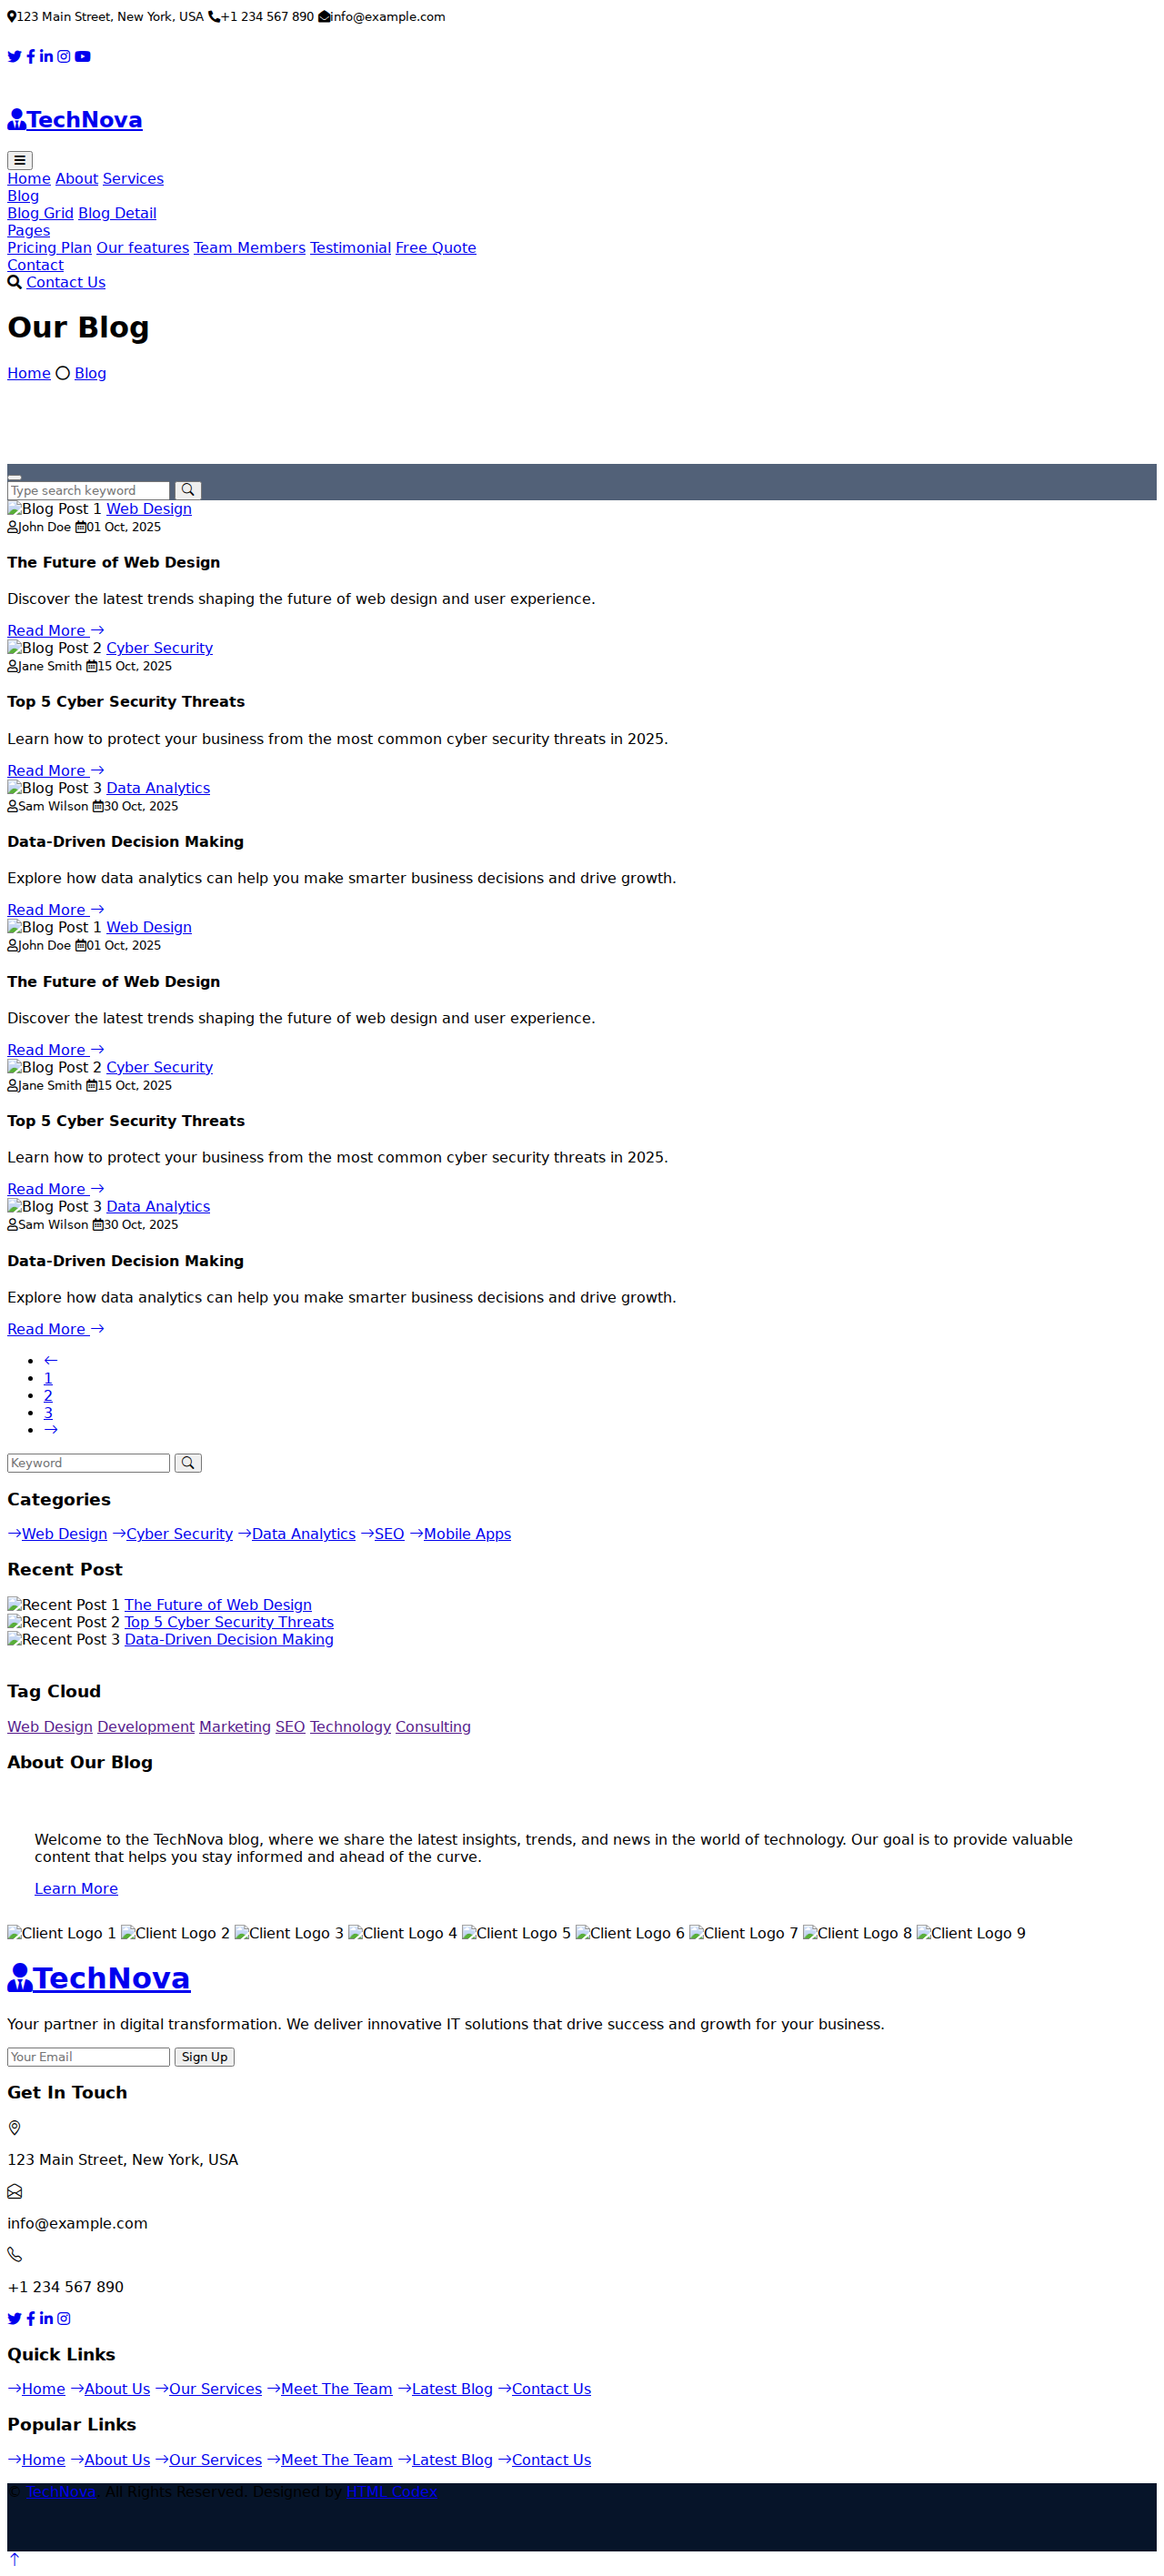 123 Main Street, New York, USA +1 234 567 890 info@example.com
TechNova
Home About Services
Blog
Blog Grid Blog Detail
Pages
Pricing Plan Our features Team Members Testimonial Free Quote
Contact
Contact Us
Our Blog
Home Blog
Type search keyword
Blog Post 1 Web Design
John Doe 01 Oct, 2025
The Future of Web Design
Discover the latest trends shaping the future of web design and user experience.
Read More
Blog Post 2 Cyber Security
Jane Smith 15 Oct, 2025
Top 5 Cyber Security Threats
Learn how to protect your business from the most common cyber security threats in 2025.
Read More
Blog Post 3 Data Analytics
Sam Wilson 30 Oct, 2025
Data-Driven Decision Making
Explore how data analytics can help you make smarter business decisions and drive growth.
Read More
Blog Post 1 Web Design
John Doe 01 Oct, 2025
The Future of Web Design
Discover the latest trends shaping the future of web design and user experience.
Read More
Blog Post 2 Cyber Security
Jane Smith 15 Oct, 2025
Top 5 Cyber Security Threats
Learn how to protect your business from the most common cyber security threats in 2025.
Read More
Blog Post 3 Data Analytics
Sam Wilson 30 Oct, 2025
Data-Driven Decision Making
Explore how data analytics can help you make smarter business decisions and drive growth.
Read More
1
2
3
Keyword
Categories
Web Design Cyber Security Data Analytics SEO Mobile Apps
Recent Post
Recent Post 1 The Future of Web Design
Recent Post 2 Top 5 Cyber Security Threats
Recent Post 3 Data-Driven Decision Making
Tag Cloud
Web Design Development Marketing SEO Technology Consulting
About Our Blog
Welcome to the TechNova blog, where we share the latest insights, trends, and news in the world of technology. Our goal is to provide valuable
content that helps you stay informed and ahead of the curve.
Learn More
Client Logo 1 Client Logo 2 Client Logo 3 Client Logo 4 Client Logo 5 Client Logo 6 Client Logo 7 Client Logo 8 Client Logo 9
TechNova
Your partner in digital transformation. We deliver innovative IT solutions that drive success and growth for your business.
Your Email Sign Up
Get In Touch
123 Main Street, New York, USA
info@example.com
+1 234 567 890
Quick Links
Home About Us Our Services Meet The Team Latest Blog Contact Us
Popular Links
Home About Us Our Services Meet The Team Latest Blog Contact Us
© TechNova. All Rights Reserved. Designed by HTML Codex